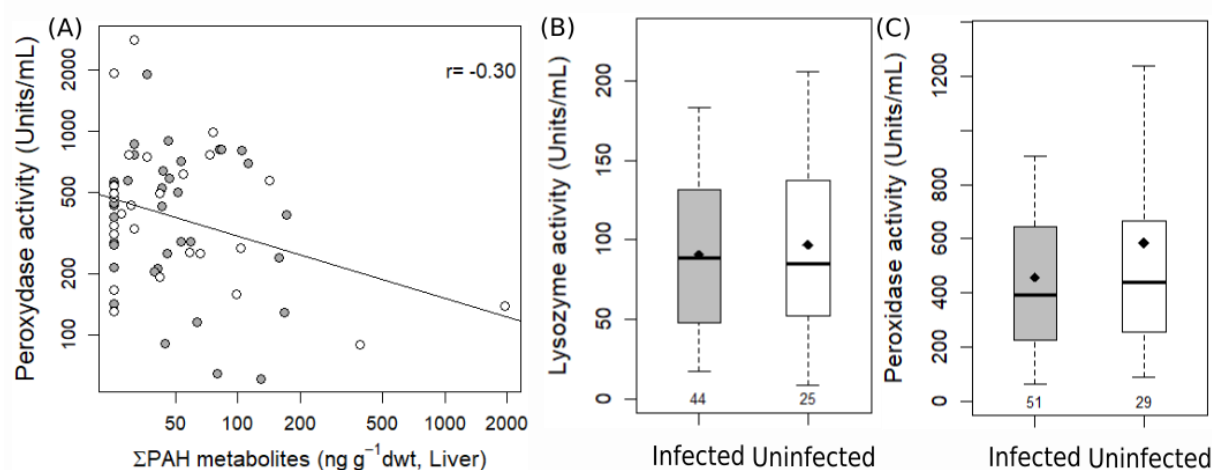 (A)
Peroxydase activity (Units/mL)
2000
1000
500
200
100
r= -0.30
50 100 200 500 1000 2000
ΣPAH metabolites (ng g⁻¹dwt, Liver)
(B)
Lysozyme activity (Units/mL)
200
150
100
50
0
44 25
Infected Uninfected
(C)
Peroxidase activity (Units/mL)
1200
800
600
400
200
0
51 29
Infected Uninfected